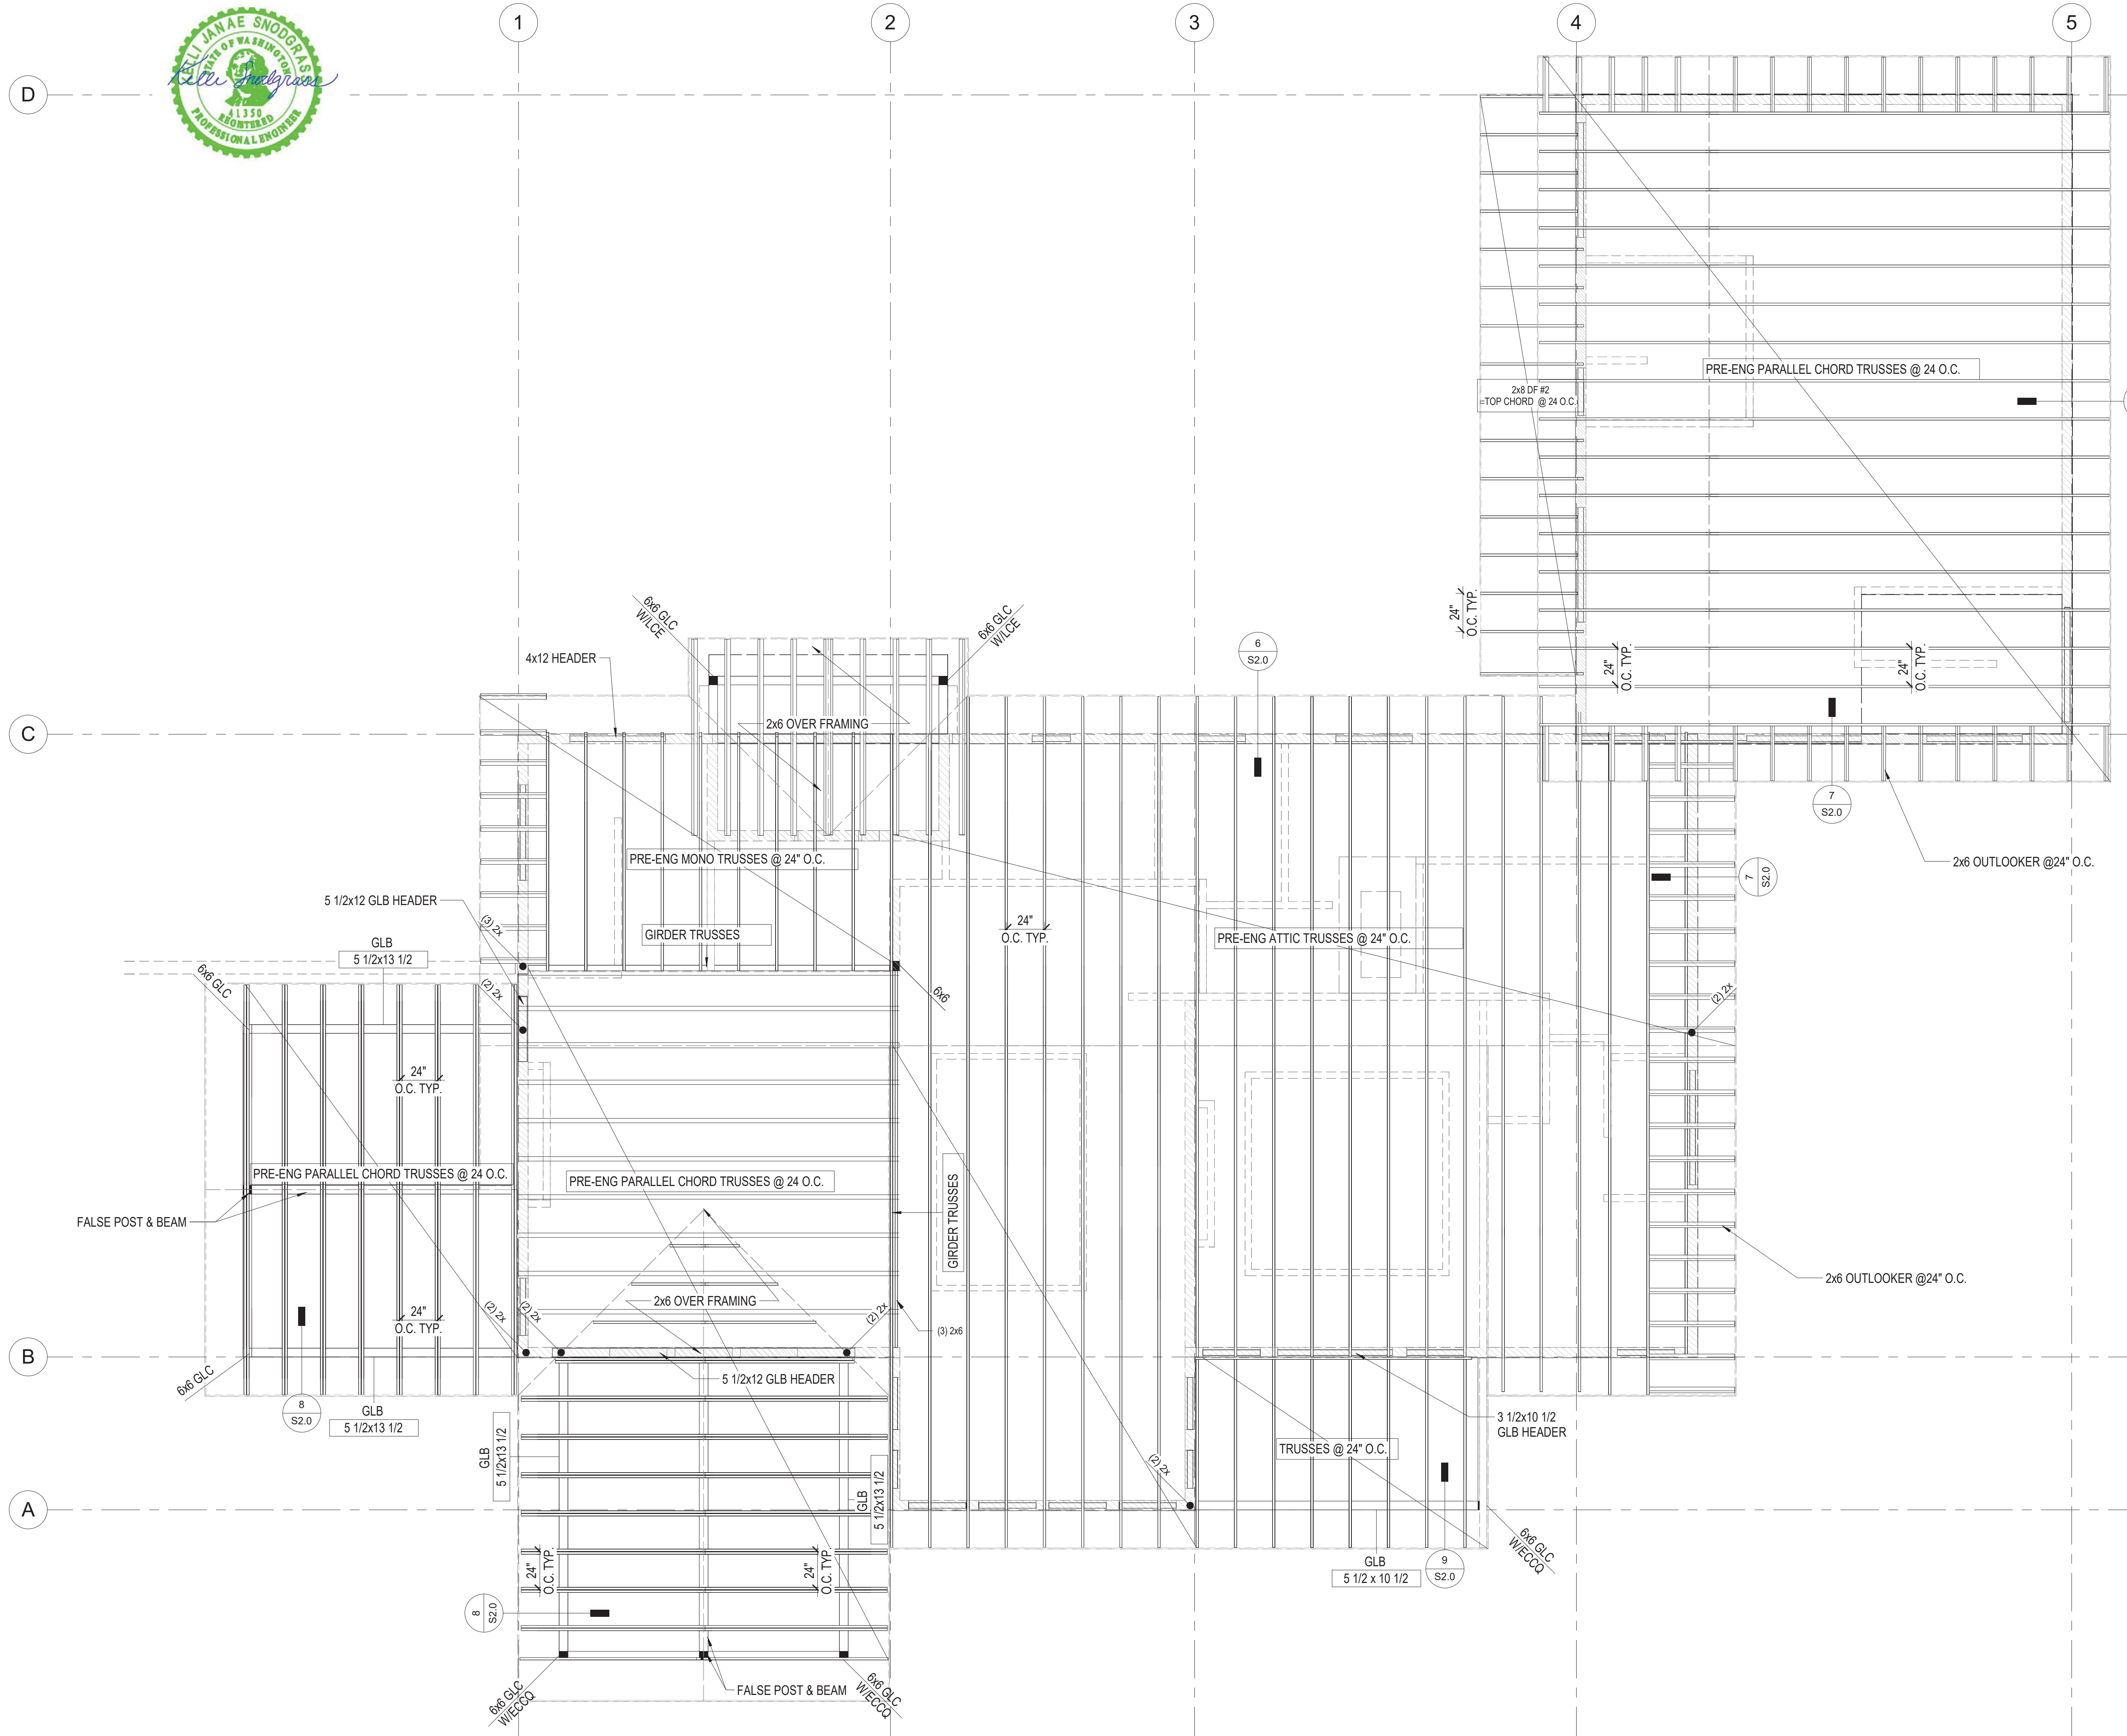 1
2
3
4
5
D
KELLI JANAE SNODGRASS
STATE OF WASHINGTON
Kelli Snodgrass
41350
REGISTERED
PROFESSIONAL ENGINEER
PRE-ENG PARALLEL CHORD TRUSSES @ 24 O.C.
2x8 DF #2
TOP CHORD @ 24 O.C.
24"
O.C. TYP.
24"
O.C. TYP.
24"
O.C. TYP.
6x6 GLC
W/LCE
6x6 GLC
W/LCE
4x12 HEADER
6
S2.0
C
2x6 OVER FRAMING
7
S2.0
2x6 OUTLOOKER @24" O.C.
PRE-ENG MONO TRUSSES @ 24" O.C.
7
S2.0
5 1/2x12 GLB HEADER
(3) 2x
GIRDER TRUSSES
24"
O.C. TYP.
PRE-ENG ATTIC TRUSSES @ 24" O.C.
GLB
5 1/2x13 1/2
6x6 GLC
(2) 2x
6x6
(2) 2x
24"
O.C. TYP.
PRE-ENG PARALLEL CHORD TRUSSES @ 24 O.C.
PRE-ENG PARALLEL CHORD TRUSSES @ 24 O.C.
GIRDER TRUSSES
FALSE POST & BEAM
2x6 OUTLOOKER @24" O.C.
2x6 OVER FRAMING
24"
O.C. TYP.
(2) 2x
(2) 2x
(2) 2x
(3) 2x6
B
6x6 GLC
5 1/2x12 GLB HEADER
8
S2.0
GLB
5 1/2x13 1/2
GLB
5 1/2x13 1/2
3 1/2x10 1/2
GLB HEADER
TRUSSES @ 24" O.C.
(2) 2x
GLB
5 1/2x13 1/2
A
24"
O.C. TYP.
24"
O.C. TYP.
GLB
5 1/2 x 10 1/2
9
S2.0
6x6 GLC
W/ECCQ
8
S2.0
6x6 GLC
W/ECCQ
FALSE POST & BEAM
6x6 GLC
W/ECCQ